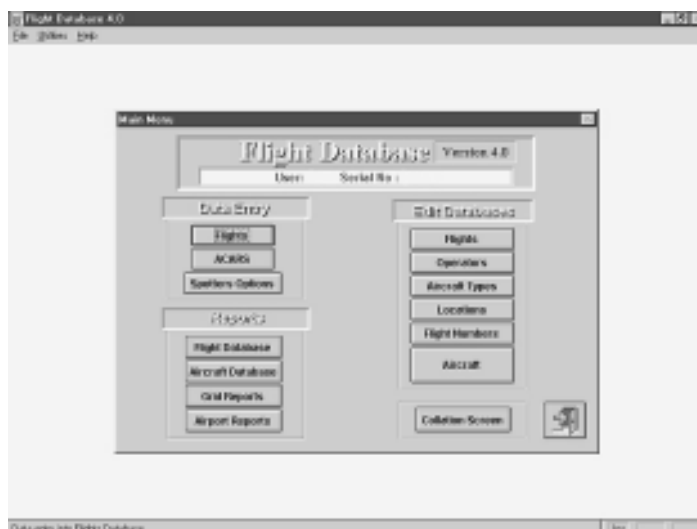 Flight Database 4.0
File Utilities Help
Main Menu
Flight Database Version 4.0
User: Serial No :
Data Entry
Flights
ACARS
Spotters Options
Reports
Flight Database
Aircraft Database
Grid Reports
Airport Reports
Edit Databases
Flights
Operators
Aircraft Types
Locations
Flight Numbers
Aircraft
Collation Screen
Data entry into Flights Database